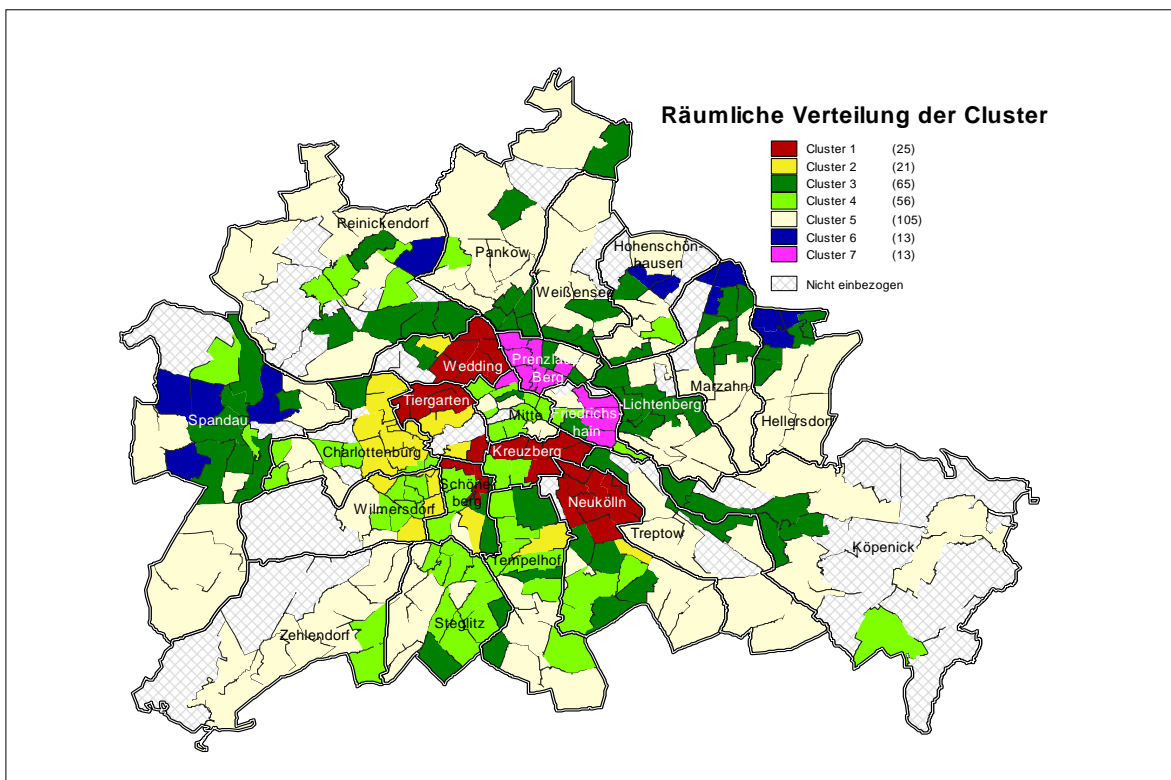 Räumliche Verteilung der Cluster
Cluster 1 (25)
Cluster 2 (21)
Cluster 3 (65)
Cluster 4 (56)
Cluster 5 (105)
Cluster 6 (13)
Cluster 7 (13)
Nicht einbezogen
Reinickendorf
Pankow
Hohenschön-
hausen
Weißensee
Wedding
Prenzlau.
Berg
Marzahn
Tiergarten
Mitte
Friedrichs-
hain
Lichtenberg
Hellersdorf
Spandau
Charlottenburg
Kreuzberg
Schöne-
berg
Wilmersdorf
Neukölln
Treptow
Köpenick
Tempelhof
Steglitz
Zehlendorf